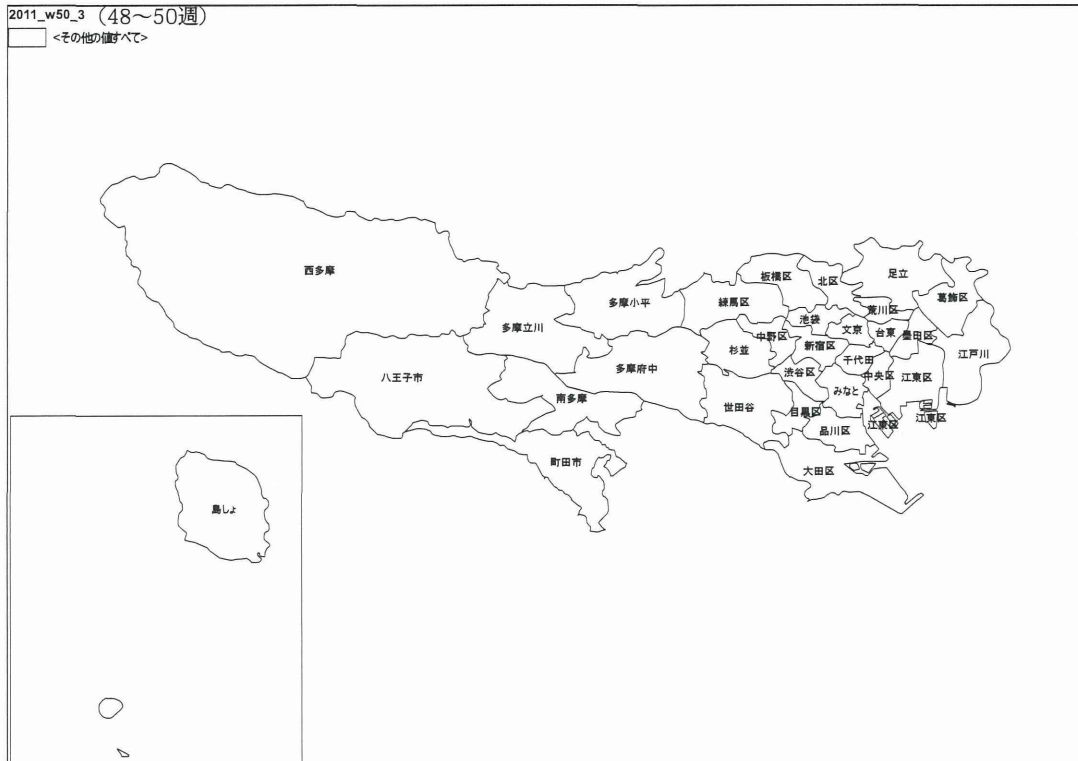 2011_w50_3 (48～50週)
<その他の値すべて>
西多摩
多摩小平
多摩立川
八王子市
南多摩
多摩府中
町田市
練馬区
板橋区
北区
足立
葛飾区
荒川区
池袋
文京
台東
墨田区
江戸川
杉並
中野区
新宿区
千代田
渋谷区
中央区
江東区
みなと
世田谷
目黒区
品川区
江東区
江東区
大田区
島しょ